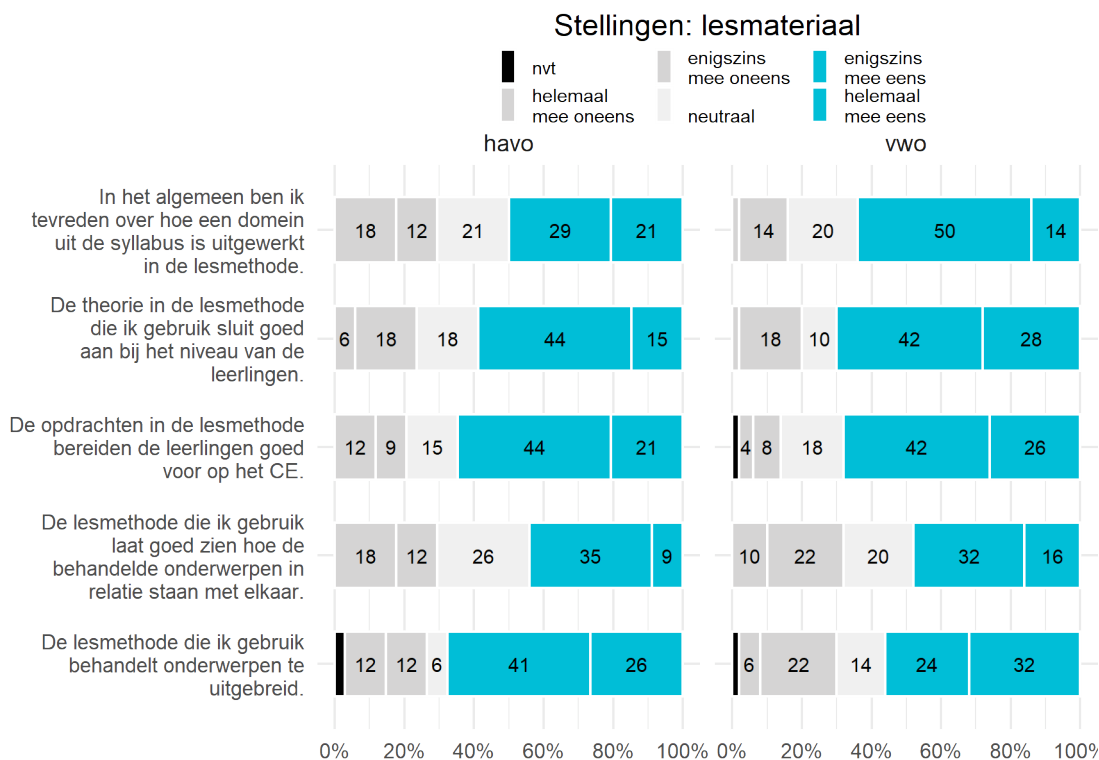 Stellingen: lesmateriaal
nvt
helemaal
mee oneens
enigszins
mee oneens
neutraal
enigszins
mee eens
helemaal
mee eens
havo
vwo
In het algemeen ben ik
tevreden over hoe een domein
uit de syllabus is uitgewerkt
in de lesmethode.
18 12 21 29 21
14 20 50 14
De theorie in de lesmethode
die ik gebruik sluit goed
aan bij het niveau van de
leerlingen.
6 18 18 44 15
18 10 42 28
De opdrachten in de lesmethode
bereiden de leerlingen goed
voor op het CE.
12 9 15 44 21
4 8 18 42 26
De lesmethode die ik gebruik
laat goed zien hoe de
behandelde onderwerpen in
relatie staan met elkaar.
18 12 26 35 9
10 22 20 32 16
De lesmethode die ik gebruik
behandelt onderwerpen te
uitgebreid.
12 12 6 41 26
6 22 14 24 32
0% 20% 40% 60% 80% 100%
0% 20% 40% 60% 80% 100%